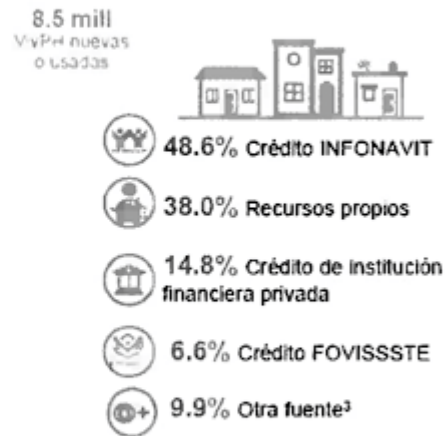 8.5 mill
VivPH nuevas
o usadas
48.6% Crédito INFONAVIT
38.0% Recursos propios
14.8% Crédito de institución
financiera privada
6.6% Crédito FOVISSSTE
9.9% Otra fuente³